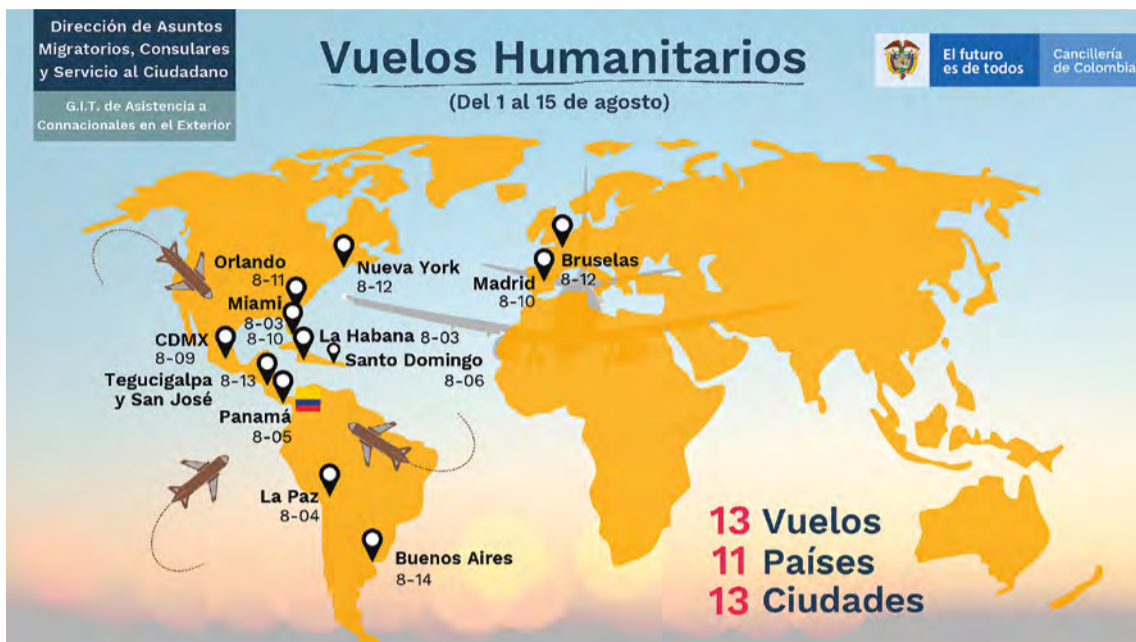 Dirección de Asuntos
Migratorios, Consulares
y Servicio al Ciudadano
G.I.T. de Asistencia a
Connacionales en el Exterior
Vuelos Humanitarios
(Del 1 al 15 de agosto)
El futuro
es de todos
Cancillería
de Colombia
Orlando
8-11
Miami
8-03
8-10
Nueva York
8-12
La Habana 8-03
Santo Domingo
8-06
CDMX
8-09
Tegucigalpa
y San José
8-13
Panamá
8-05
La Paz
8-04
Buenos Aires
8-14
Madrid
8-10
Bruselas
8-12
13 Vuelos
11 Países
13 Ciudades